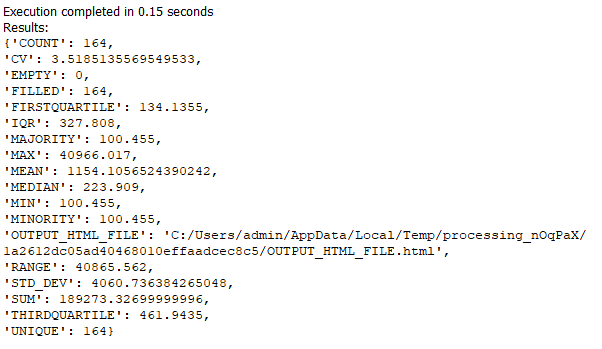 Execution completed in 0.15 seconds
Results:
{'COUNT': 164,
'CV': 3.5185135569549533,
'EMPTY': 0,
'FILLED': 164,
'FIRSTQUARTILE': 134.1355,
'IQR': 327.808,
'MAJORITY': 100.455,
'MAX': 40966.017,
'MEAN': 1154.1056524390242,
'MEDIAN': 223.909,
'MIN': 100.455,
'MINORITY': 100.455,
'OUTPUT_HTML_FILE': 'C:/Users/admin/AppData/Local/Temp/processing_nOqPaX/
1a2612dc05ad40468010effaadcec8c5/OUTPUT_HTML_FILE.html',
'RANGE': 40865.562,
'STD_DEV': 4060.736384265048,
'SUM': 189273.32699999996,
'THIRDQUARTILE': 461.9435,
'UNIQUE': 164}